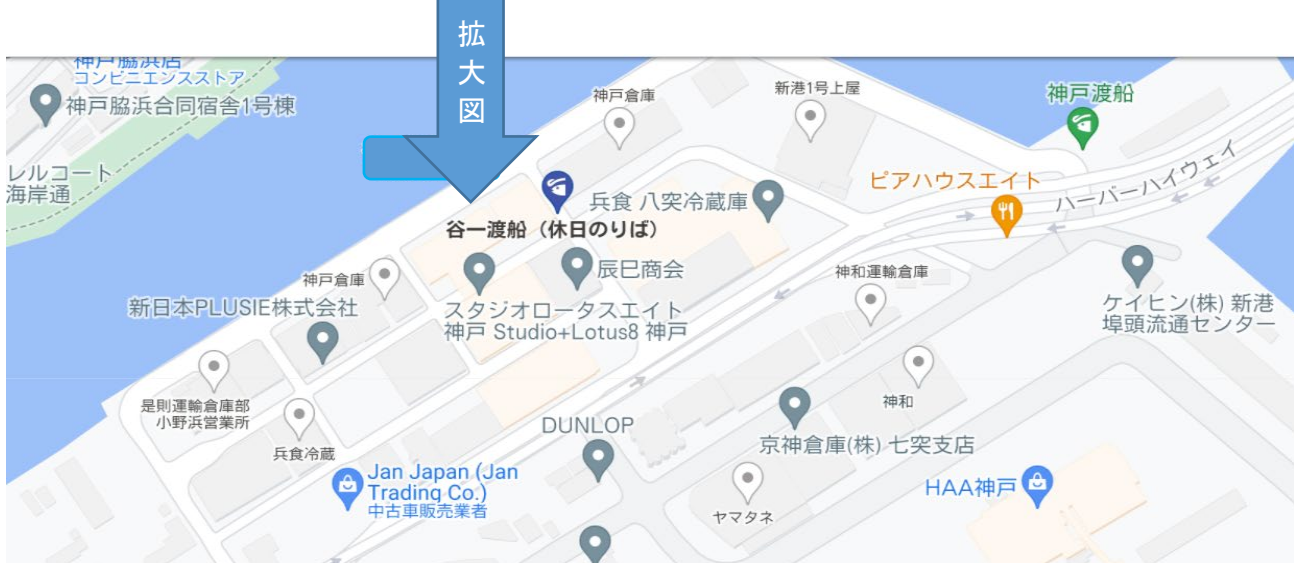 拡大図
神戸脇浜店
コンビニエンスストア
神戸脇浜合同宿舎1号棟
レルコート
海岸通
神戸倉庫
新港1号上屋
神戸渡船
ピアハウスエイト
ハーバーハイウェイ
兵食 八突冷蔵庫
谷一渡船（休日のりば）
辰巳商会
神戸倉庫
新日本PLUSIE株式会社
スタジオロータスエイト
神戸 Studio+Lotus8 神戸
神和運輸倉庫
ケイヒン(株) 新港
埠頭流通センター
是則運輸倉庫部
小野浜営業所
兵食冷蔵
DUNLOP
神和
京神倉庫(株) 七突支店
Jan Japan (Jan
Trading Co.)
中古車販売業者
ヤマタネ
HAA神戸